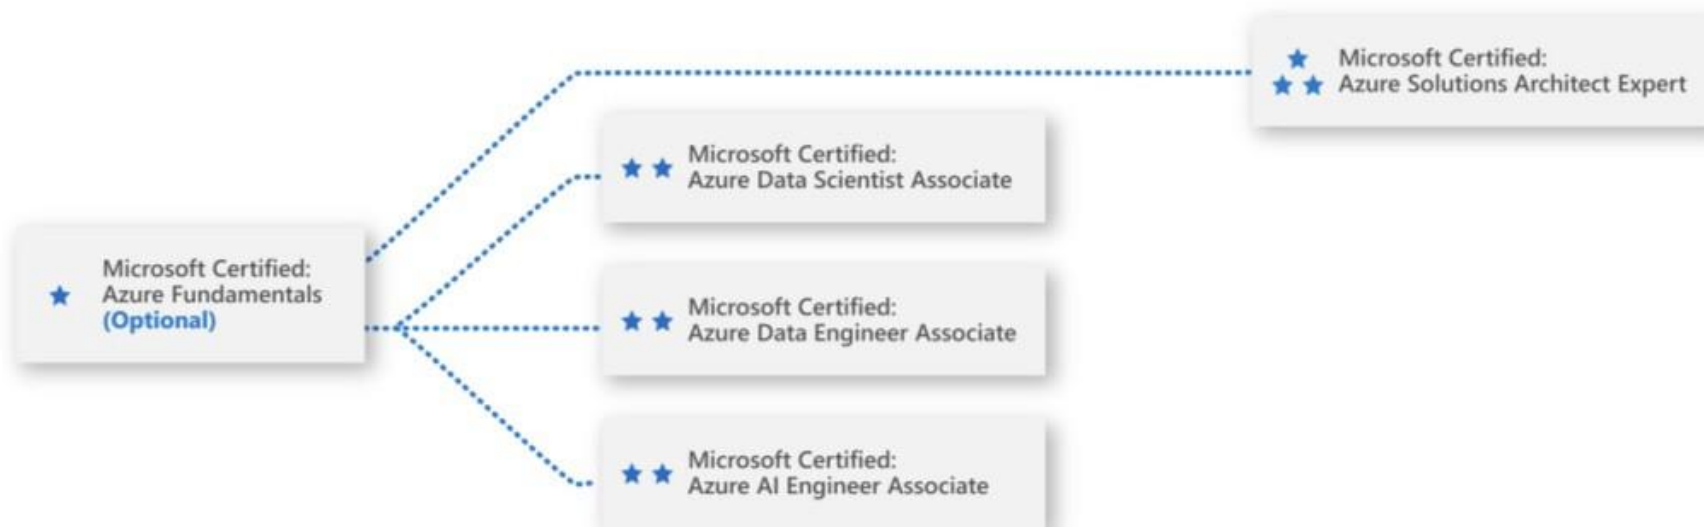 Microsoft Certified:
Azure Solutions Architect Expert
Microsoft Certified:
Azure Data Scientist Associate
Microsoft Certified:
Azure Fundamentals
(Optional)
Microsoft Certified:
Azure Data Engineer Associate
Microsoft Certified:
Azure AI Engineer Associate